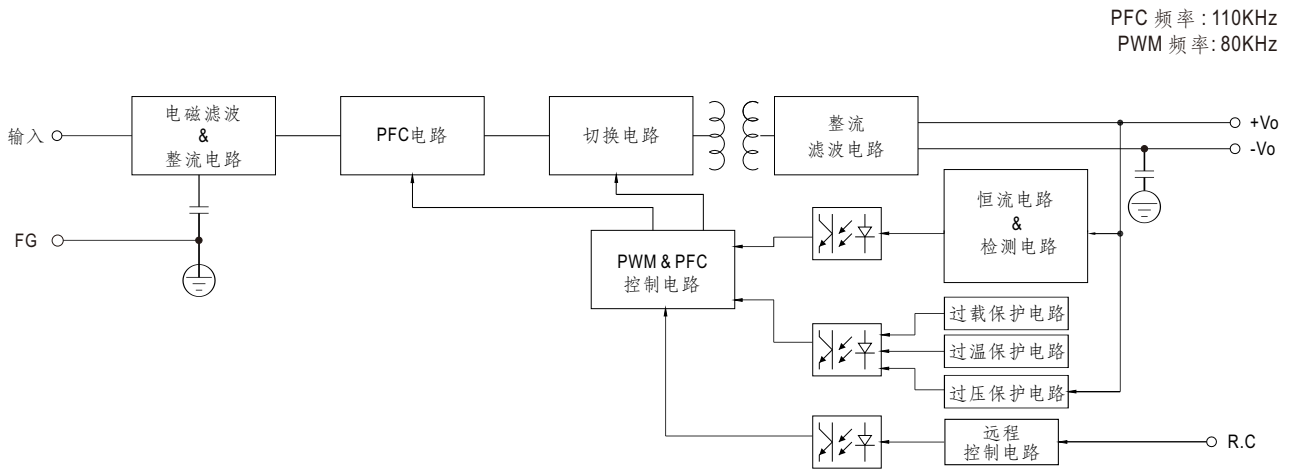 PFC 频率 : 110KHz
PWM 频率: 80KHz
输入
电磁滤波
&
整流电路
PFC电路
切换电路
整流
滤波电路
+Vo
-Vo
FG
PWM & PFC
控制电路
恒流电路
&
检测电路
过载保护电路
过温保护电路
过压保护电路
远程
控制电路
R.C